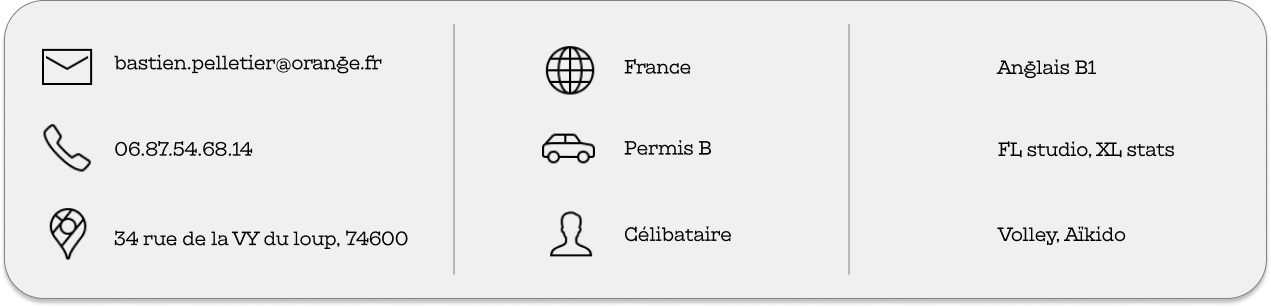 bastien.pelletier@orange.fr
06.87.54.68.14
34 rue de la VY du loup, 74600
France
Permis B
Célibataire
Anglais B1
FL studio, XL stats
Volley, Aïkido